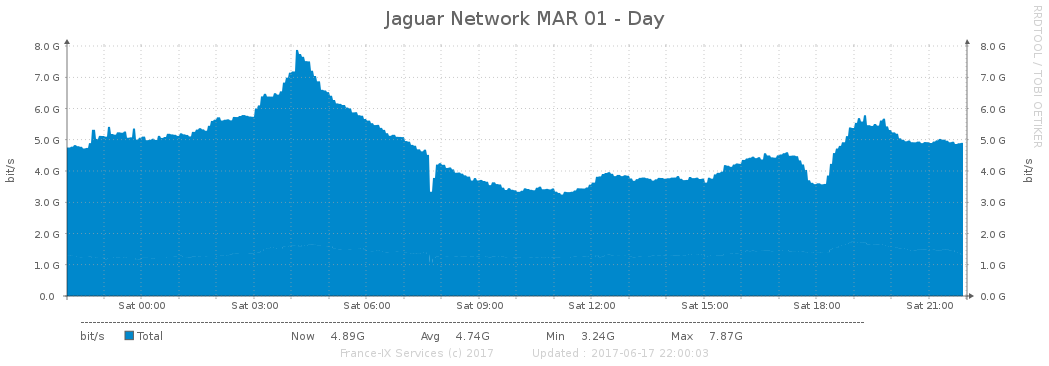 Jaguar Network MAR 01 - Day
RRDTOOL / TOBI OETIKER
8.0 G 8.0 G
7.0 G 7.0 G
6.0 G 6.0 G
5.0 G 5.0 G
4.0 G 4.0 G
3.0 G 3.0 G
2.0 G 2.0 G
1.0 G 1.0 G
0.0 0.0 G
bit/s
bit/s
Sat 00:00 Sat 03:00 Sat 06:00 Sat 09:00 Sat 12:00 Sat 15:00 Sat 18:00 Sat 21:00
bit/s Total Now 4.89G Avg 4.74G Min 3.24G Max 7.87G
France-IX Services (c) 2017 Updated : 2017-06-17 22:00:03